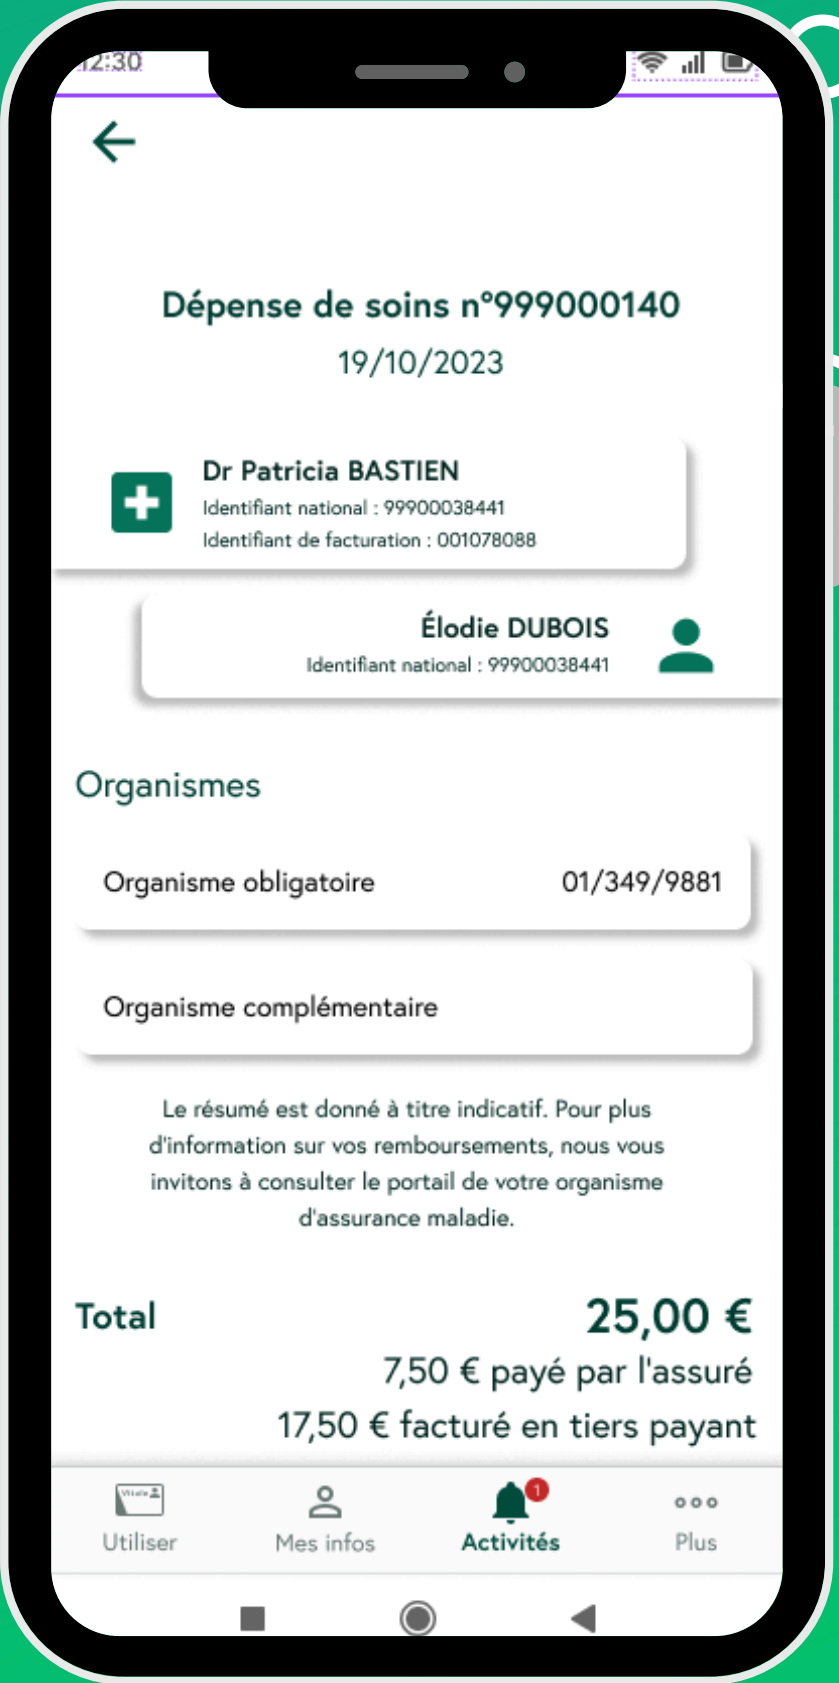 12:30
Dépense de soins n°999000140
19/10/2023
Dr Patricia BASTIEN
Identifiant national : 99900038441
Identifiant de facturation : 001078088
Élodie DUBOIS
Identifiant national : 99900038441
Organismes
Organisme obligatoire 01/349/9881
Organisme complémentaire
Le résumé est donné à titre indicatif. Pour plus
d'information sur vos remboursements, nous vous
invitons à consulter le portail de votre organisme
d'assurance maladie.
Total 25,00 €
7,50 € payé par l'assuré
17,50 € facturé en tiers payant
Vitale
1
Utiliser Mes infos Activités Plus